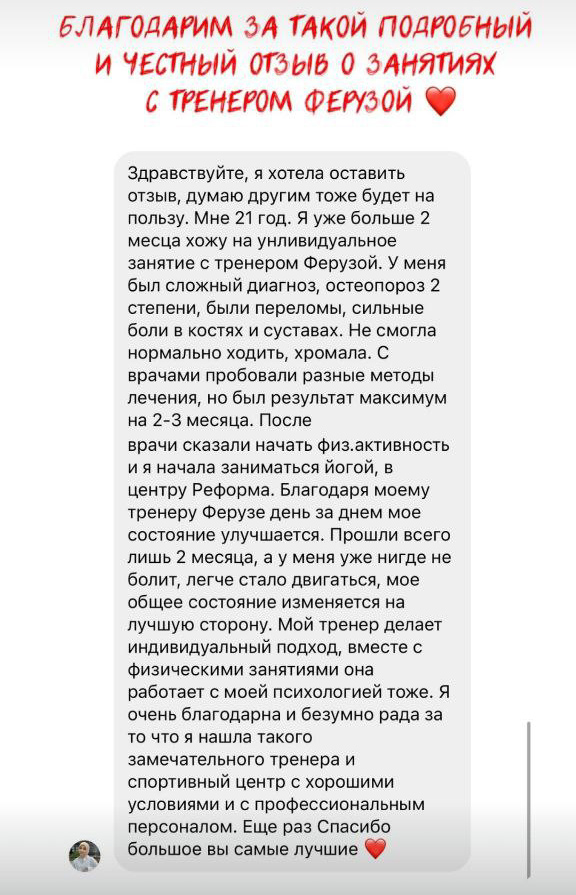 БЛАГОДАРИМ ЗА ТАКОЙ ПОДРОБНЫЙ
И ЧЕСТНЫЙ ОТЗЫВ О ЗАНЯТИЯХ
С ТРЕНЕРОМ ФЕРУЗОЙ ❤️
Здравствуйте, я хотела оставить
отзыв, думаю другим тоже будет на
пользу. Мне 21 год. Я уже больше 2
месца хожу на унливидуальное
занятие с тренером Ферузой. У меня
был сложный диагноз, остеопороз 2
степени, были переломы, сильные
боли в костях и суставах. Не смогла
нормально ходить, хромала. С
врачами пробовали разные методы
лечения, но был результат максимум
на 2-3 месяца. После
врачи сказали начать физ.активность
и я начала заниматься йогой, в
центру Реформа. Благодаря моему
тренеру Ферузе день за днем мое
состояние улучшается. Прошли всего
лишь 2 месяца, а у меня уже нигде не
болит, легче стало двигаться, мое
общее состояние изменяется на
лучшую сторону. Мой тренер делает
индивидуальный подход, вместе с
физическими занятиями она
работает с моей психологией тоже. Я
очень благодарна и безумно рада за
то что я нашла такого
замечательного тренера и
спортивный центр с хорошими
условиями и с профессиональным
персоналом. Еще раз Спасибо
большое вы самые лучшие ❤️